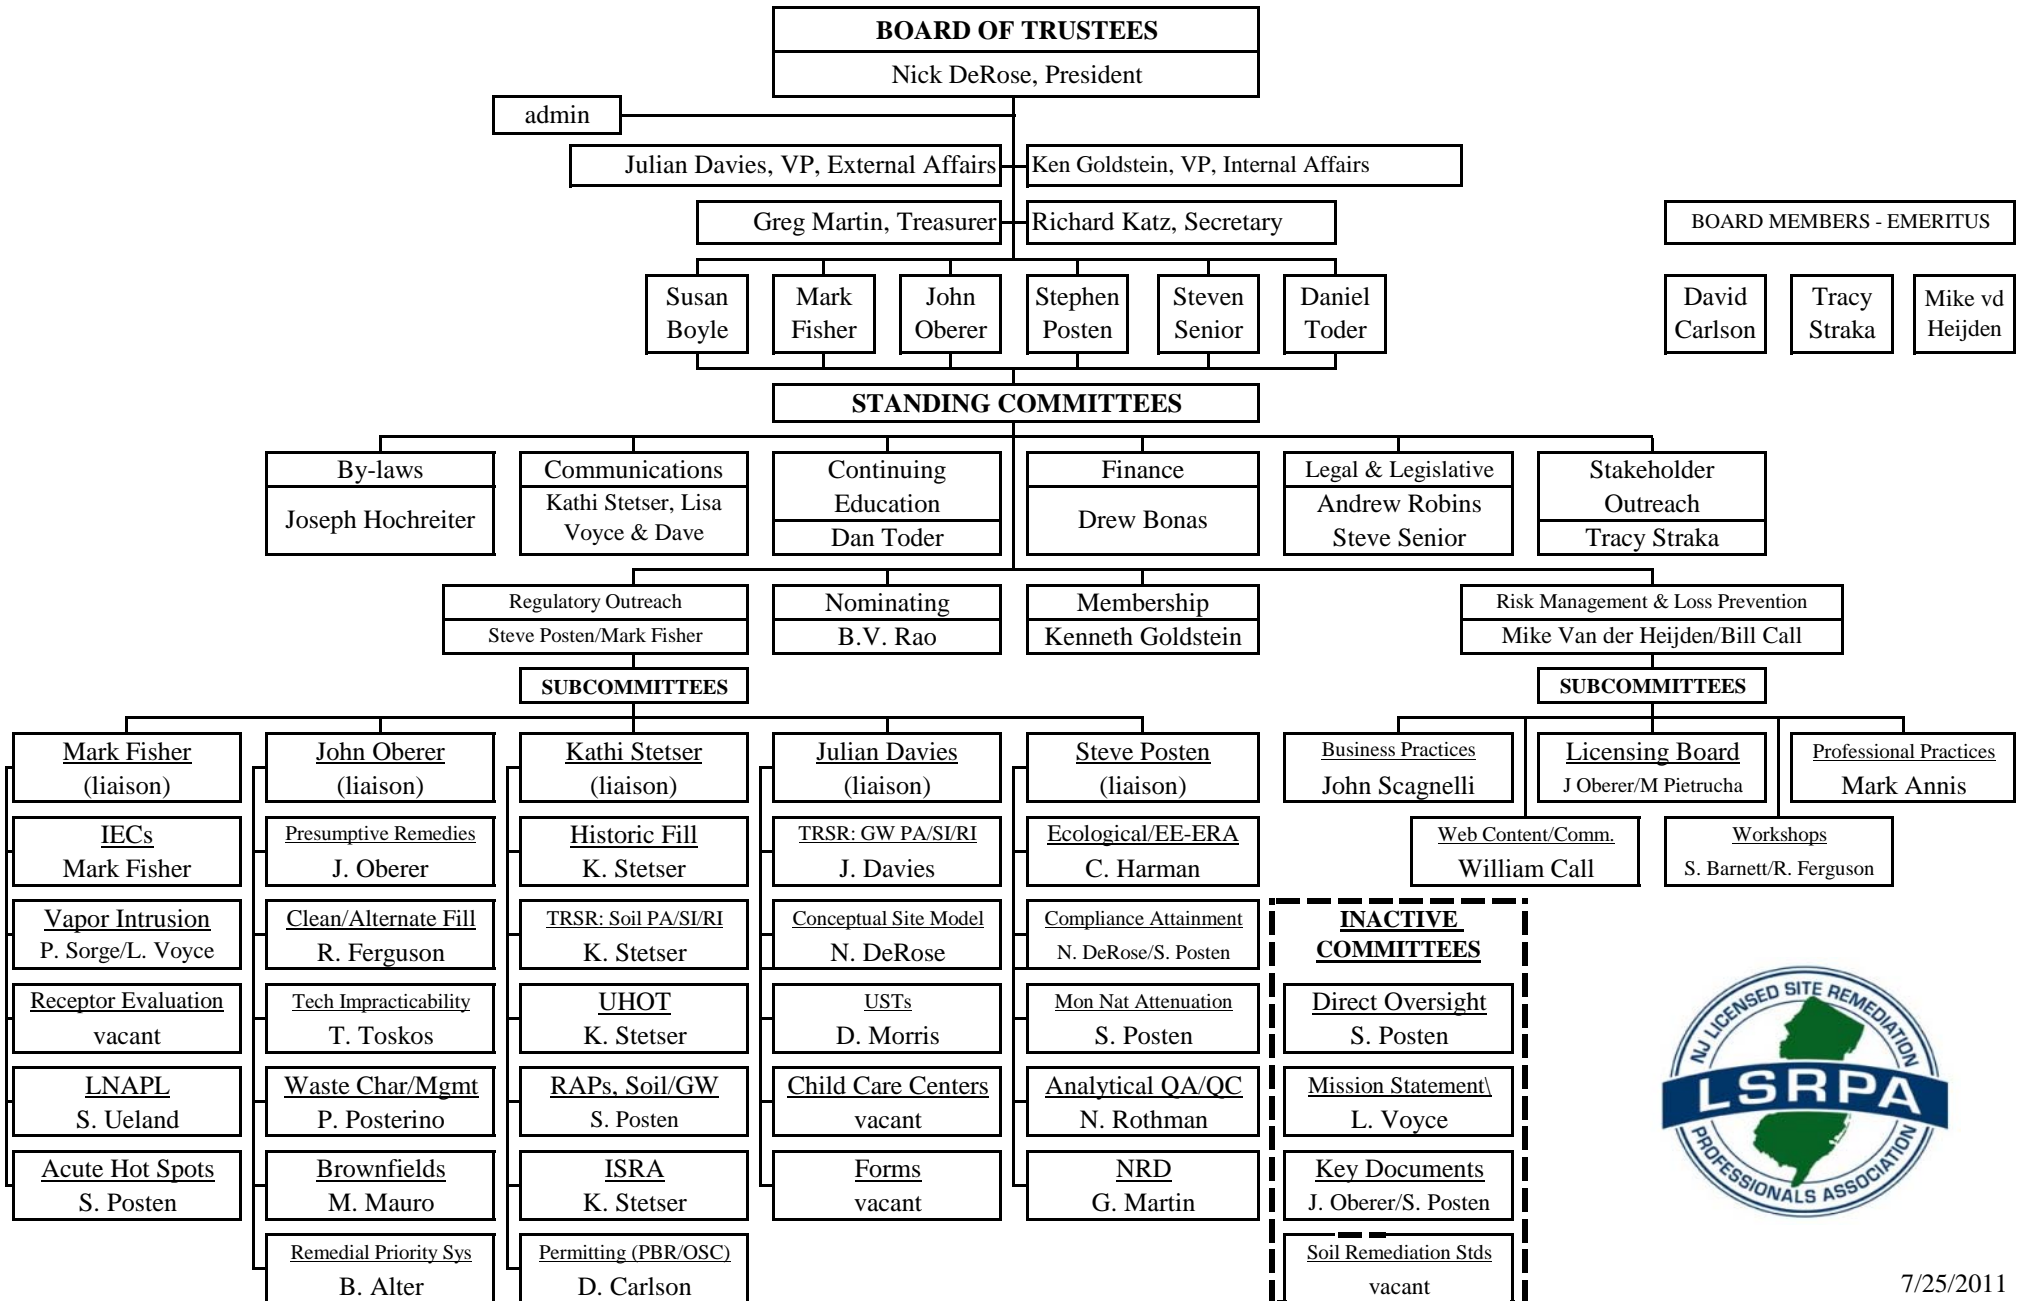 BOARD OF TRUSTEES
Nick DeRose, President
admin
Julian Davies, VP, External Affairs
Ken Goldstein, VP, Internal Affairs
Greg Martin, Treasurer
Richard Katz, Secretary
BOARD MEMBERS - EMERITUS
Susan
Boyle
Mark
Fisher
John
Oberer
Stephen
Posten
Steven
Senior
Daniel
Toder
David
Carlson
Tracy
Straka
Mike vd
Heijden
STANDING COMMITTEES
By-laws
Joseph Hochreiter
Communications
Kathi Stetser, Lisa
Voyce & Dave
Continuing
Education
Dan Toder
Finance
Drew Bonas
Legal & Legislative
Andrew Robins
Steve Senior
Stakeholder
Outreach
Tracy Straka
Regulatory Outreach
Steve Posten/Mark Fisher
Nominating
B.V. Rao
Membership
Kenneth Goldstein
Risk Management & Loss Prevention
Mike Van der Heijden/Bill Call
SUBCOMMITTEES
SUBCOMMITTEES
Mark Fisher
(liaison)
IECs
Mark Fisher
Vapor Intrusion
P. Sorge/L. Voyce
Receptor Evaluation
vacant
LNAPL
S. Ueland
Acute Hot Spots
S. Posten
John Oberer
(liaison)
Presumptive Remedies
J. Oberer
Clean/Alternate Fill
R. Ferguson
Tech Impracticability
T. Toskos
Waste Char/Mgmt
P. Posterino
Brownfields
M. Mauro
Remedial Priority Sys
B. Alter
Kathi Stetser
(liaison)
Historic Fill
K. Stetser
TRSR: Soil PA/SI/RI
K. Stetser
UHOT
K. Stetser
RAPs, Soil/GW
S. Posten
ISRA
K. Stetser
Permitting (PBR/OSC)
D. Carlson
Julian Davies
(liaison)
TRSR: GW PA/SI/RI
J. Davies
Conceptual Site Model
N. DeRose
USTs
D. Morris
Child Care Centers
vacant
Forms
vacant
Steve Posten
(liaison)
Ecological/EE-ERA
C. Harman
Compliance Attainment
N. DeRose/S. Posten
Mon Nat Attenuation
S. Posten
Analytical QA/QC
N. Rothman
NRD
G. Martin
Business Practices
John Scagnelli
Licensing Board
J Oberer/M Pietrucha
Professional Practices
Mark Annis
Web Content/Comm.
William Call
Workshops
S. Barnett/R. Ferguson
INACTIVE
COMMITTEES
Direct Oversight
S. Posten
Mission Statement\
L. Voyce
Key Documents
J. Oberer/S. Posten
Soil Remediation Stds
vacant
NJ LICENSED SITE REMEDIATION
LSRPA
PROFESSIONALS ASSOCIATION
7/25/2011